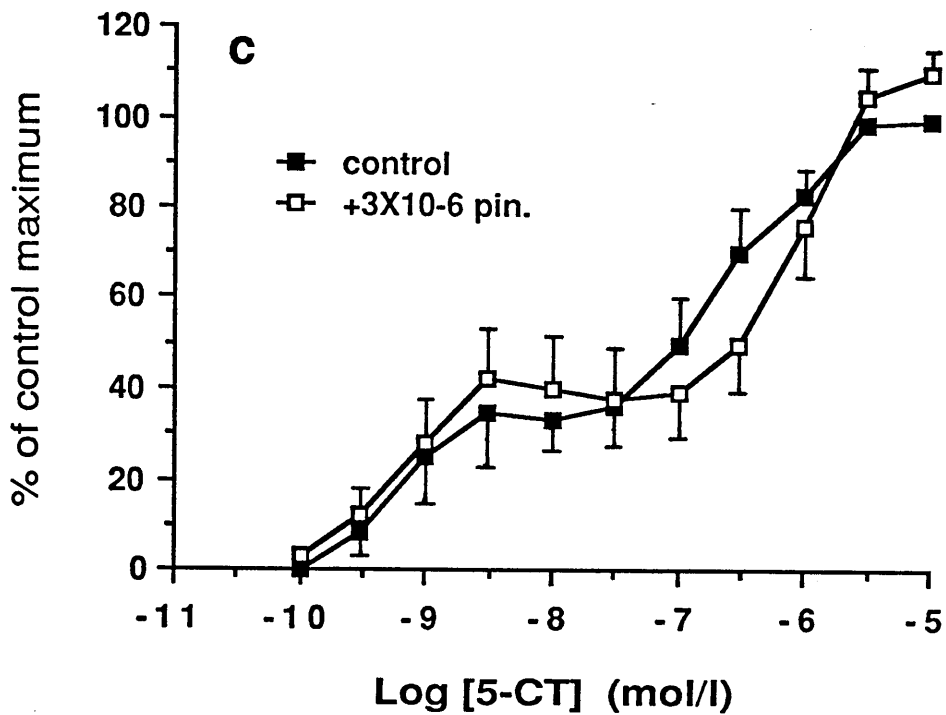 C
120
100
80
60
40
20
0
% of control maximum
control
+3X10-6 pin.
-11 -10 -9 -8 -7 -6 -5
Log [5-CT] (mol/l)